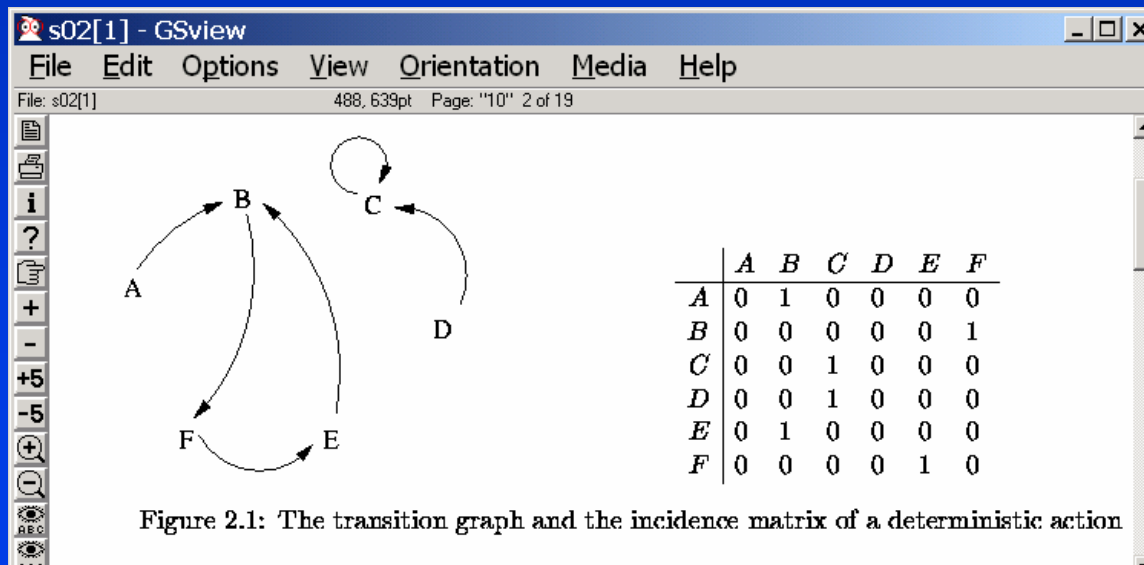 s02[1] - GSview
File Edit Options View Orientation Media Help
File: s02[1] 488, 639pt Page: "10" 2 of 19
i
?
+
-
+5
-5
ABC
B
C
A
D
F
E
A B C D E F
A 0 1 0 0 0 0
B 0 0 0 0 0 1
C 0 0 1 0 0 0
D 0 0 1 0 0 0
E 0 1 0 0 0 0
F 0 0 0 0 1 0
Figure 2.1: The transition graph and the incidence matrix of a deterministic action